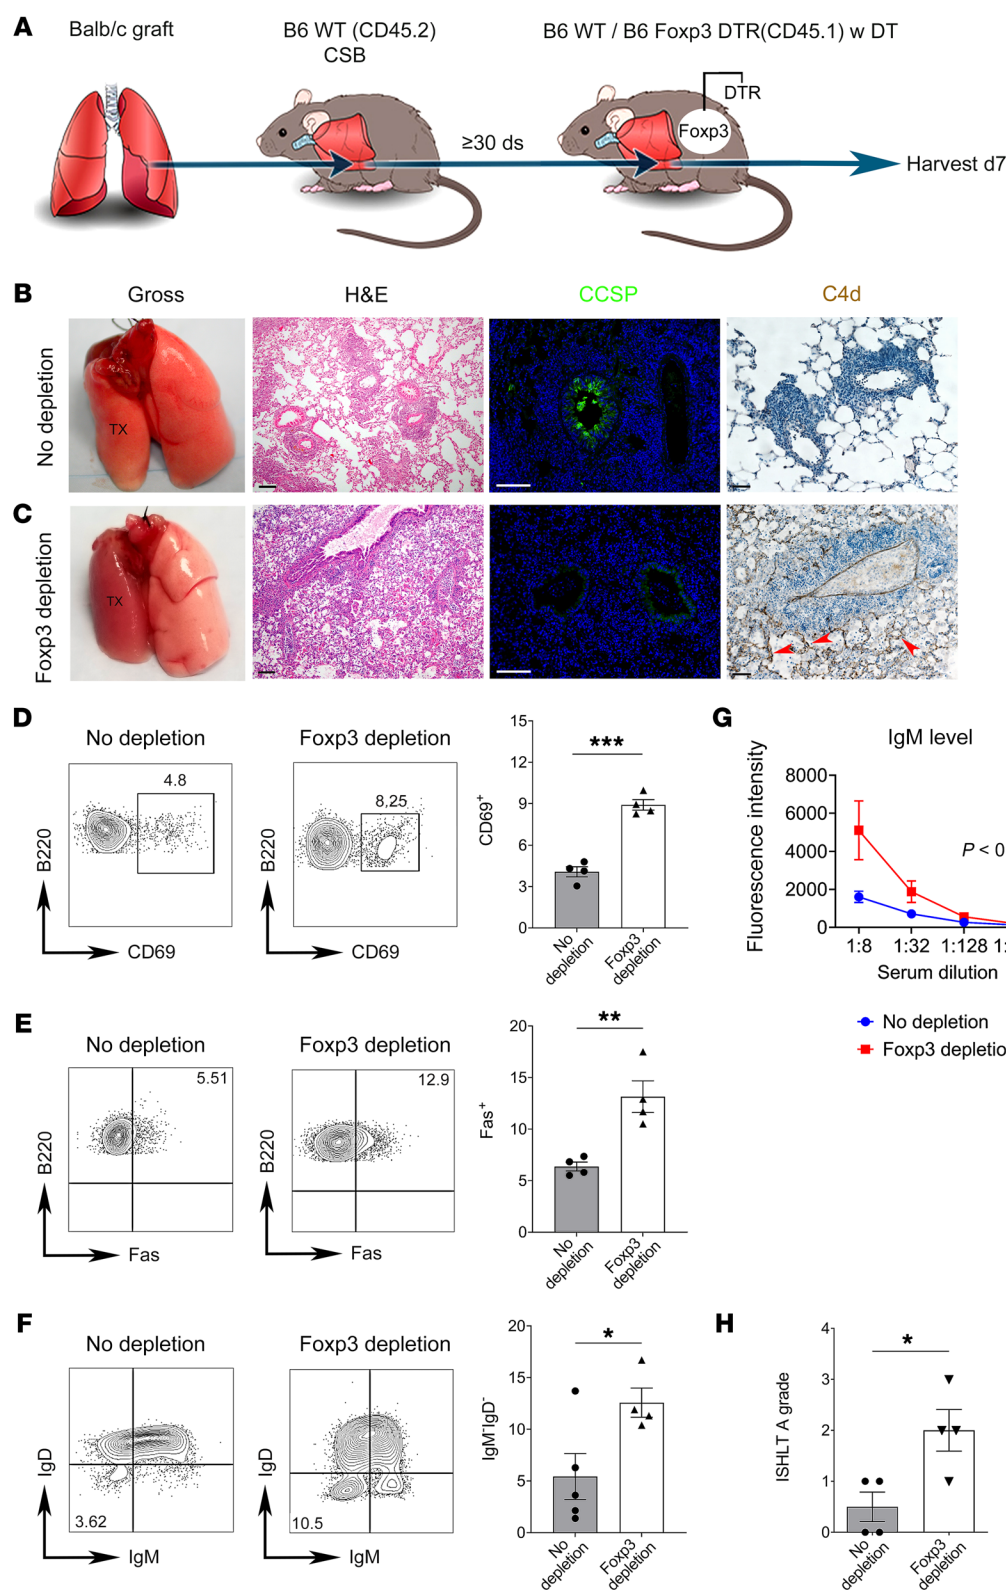 A
Balb/c graft
B6 WT (CD45.2)
CSB
B6 WT / B6 Foxp3 DTR(CD45.1) w DT
DTR
Foxp3
≥30 ds
Harvest d7
B
Gross
H&E
CCSP
C4d
No depletion
TX
C
Foxp3 depletion
TX
D
No depletion
4.8
B220
CD69
Foxp3 depletion
8.25
B220
CD69
15
12
9
6
3
0
CD69+
***
No depletion
Foxp3 depletion
G
IgM level
Fluorescence intensity
8000
6000
4000
2000
0
P < 0
1:8 1:32 1:128 1:
Serum dilution
No depletion
Foxp3 depletio
E
No depletion
5.51
B220
Fas
Foxp3 depletion
12.9
B220
Fas
20
15
10
5
0
Fas+
**
No depletion
Foxp3 depletion
F
No depletion
3.62
IgD
IgM
Foxp3 depletion
10.5
IgD
IgM
20
15
10
5
0
IgM-IgD-
*
No depletion
Foxp3 depletion
H
4
3
2
1
0
ISHLT A grade
*
No depletion
Foxp3 depletion